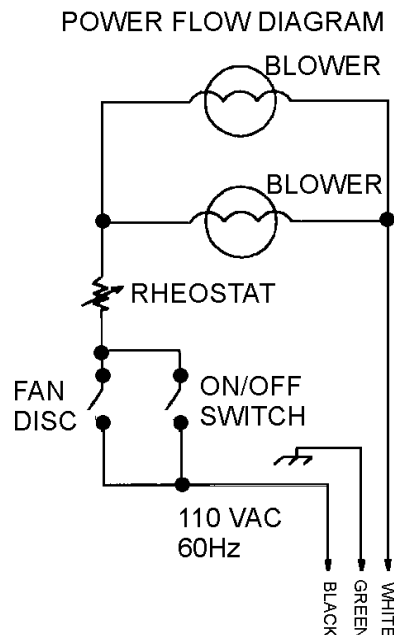 POWER FLOW DIAGRAM
BLOWER
BLOWER
RHEOSTAT
FAN
DISC
ON/OFF
SWITCH
110 VAC
60Hz
BLACK
GREEN
WHITE